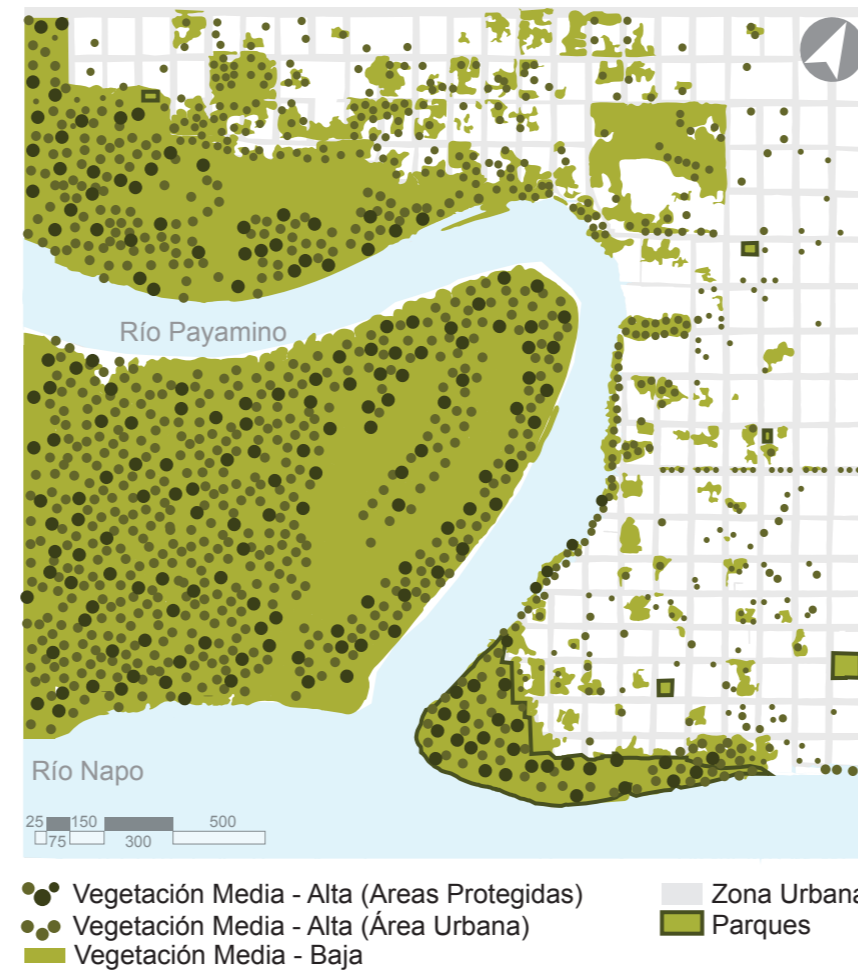 Río Payamino
Río Napo
25 150 500
75 300
Vegetación Media - Alta (Areas Protegidas)
Vegetación Media - Alta (Área Urbana)
Vegetación Media - Baja
Zona Urbana
Parques